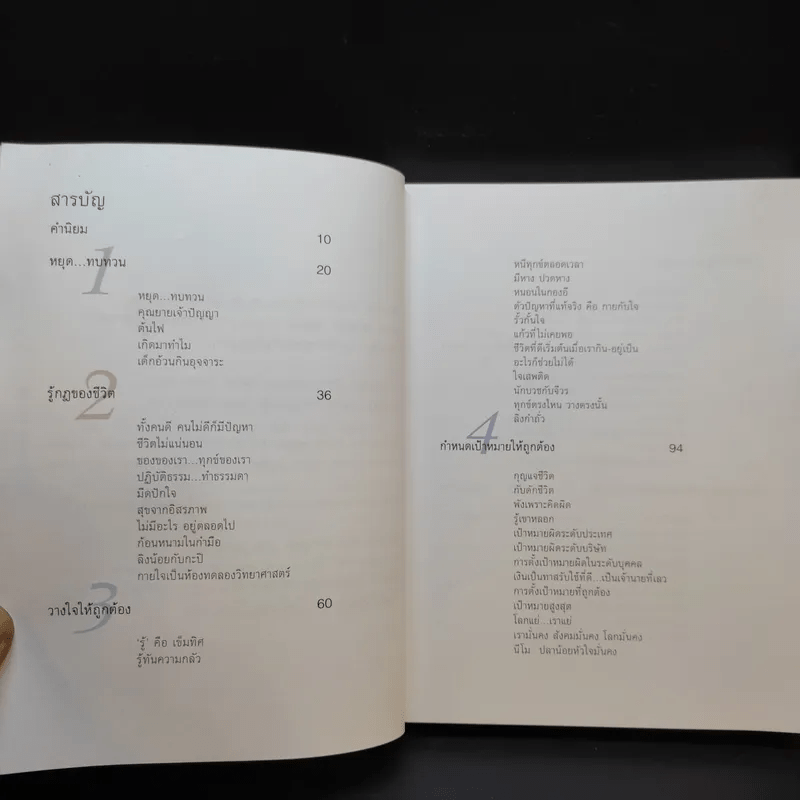 สารบัญ
คำนิยม 10
1
หยุด...ทบทวน 20
หยุด...ทบทวน
คุณยายเจ้าปัญญา
ต้นไฟ
เกิดมาทำไม
เด็กอ้วนกินอุจจาระ
2
รู้กฎของชีวิต 36
ทั้งคนดี คนไม่ดีก็มีปัญหา
ชีวิตไม่แน่นอน
ของของเรา...ทุกข์ของเรา
ปฏิบัติธรรม...ทำธรรมดา
มีดปักใจ
สุขจากอิสรภาพ
ไม่มีอะไร อยู่ตลอดไป
ก้อนหนามในกำมือ
ลิงน้อยกับกะปิ
กายใจเป็นห้องทดลองวิทยาศาสตร์
3
วางใจให้ถูกต้อง 60
'รู้' คือ เข็มทิศ
รู้ทันความกลัว
หนีทุกข์ตลอดเวลา
มีหาง ปวดหาง
หนอนในกองขี้
ตัวปัญหาที่แท้จริง คือ กายกับใจ
รั้วกั้นใจ
แก้วที่ไม่เคยพอ
ชีวิตที่ดีเริ่มต้นเมื่อเรากิน-อยู่เป็น
อะไรก็ช่วยไม่ได้
ใจเสพติด
นักบวชกับจีวร
ทุกข์ตรงไหน วางตรงนั้น
ลิงกำถั่ว
4
กำหนดเป้าหมายให้ถูกต้อง 94
กุญแจชีวิต
กับดักชีวิต
พังเพราะคิดผิด
รู้เขาหลอก
เป้าหมายผิดระดับประเทศ
เป้าหมายผิดระดับบริษัท
การตั้งเป้าหมายผิดในระดับบุคคล
เงินเป็นทาสรับใช้ที่ดี...เป็นเจ้านายที่เลว
การตั้งเป้าหมายที่ถูกต้อง
เป้าหมายสูงสุด
โลกแย่...เราแย่
เรามั่นคง สังคมมั่นคง โลกมั่นคง
นีโม ปลาน้อยหัวใจมั่นคง